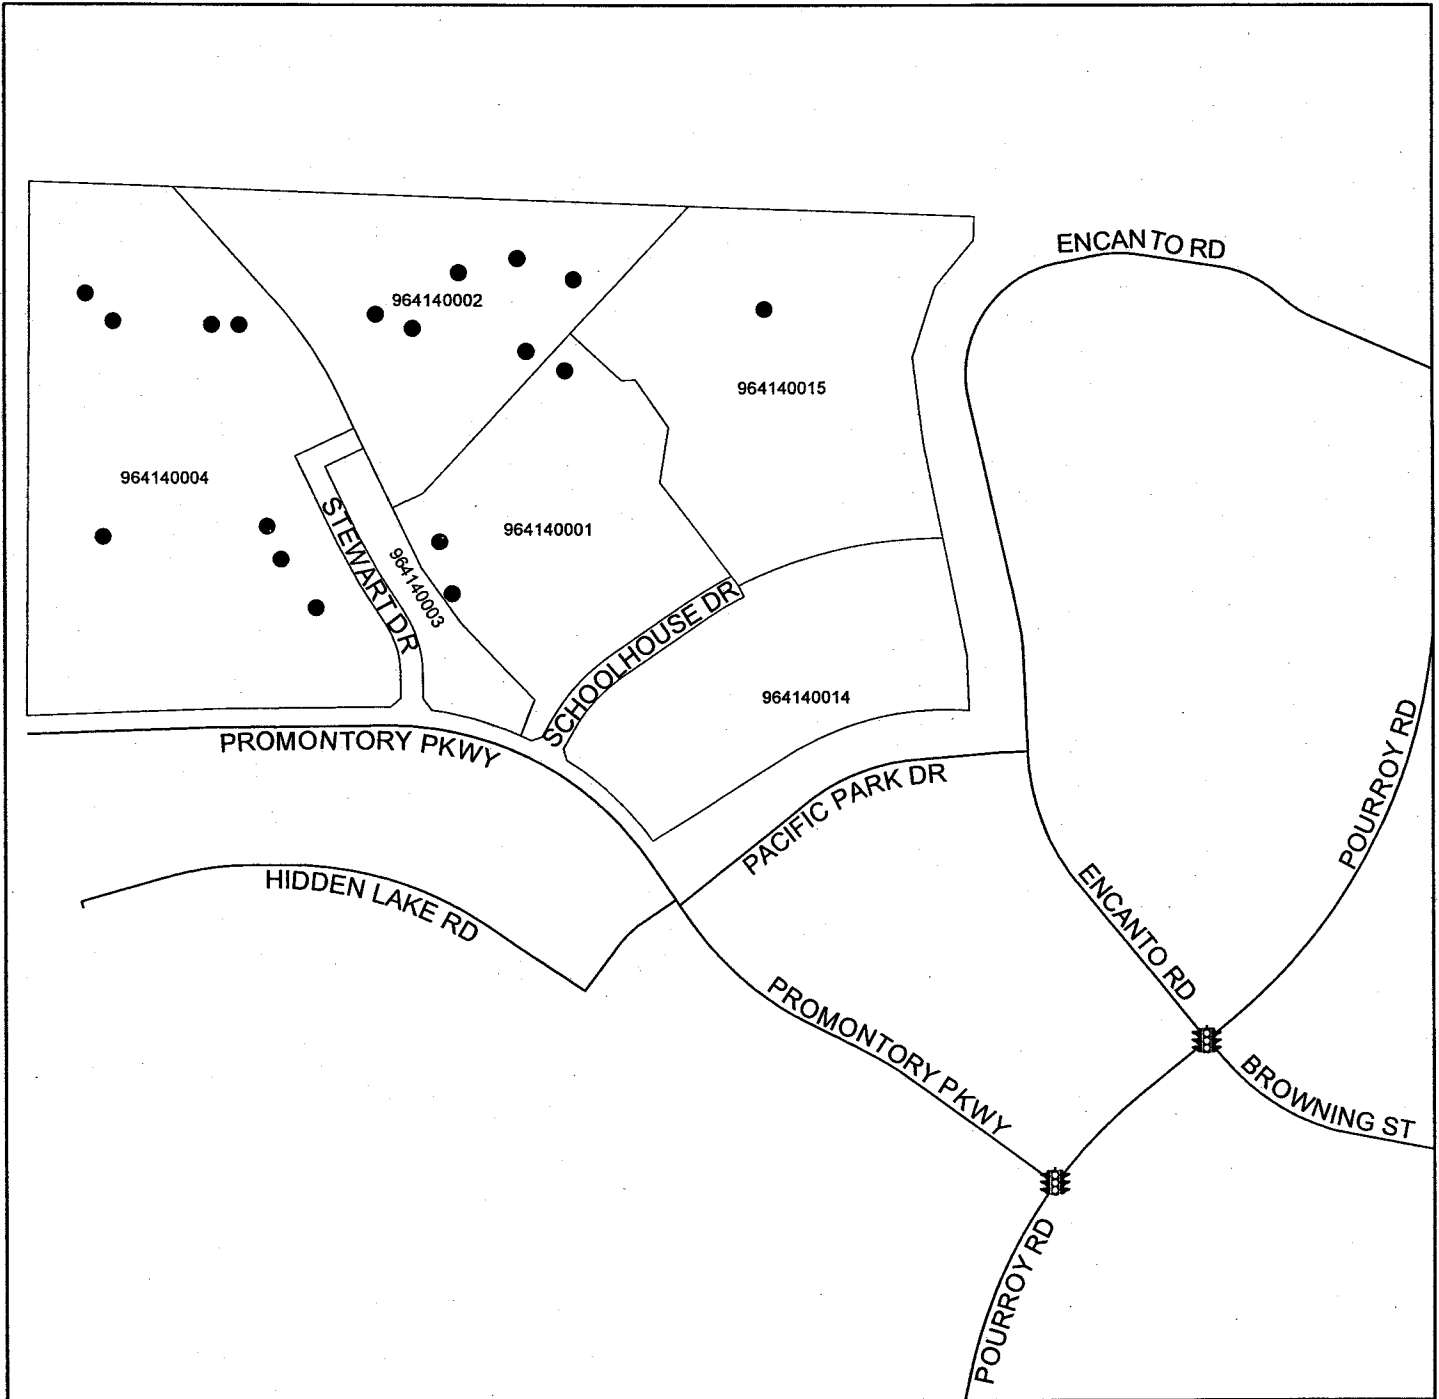 ENCANTO RD
964140002
964140015
964140004
964140001
STEWART DR
964140003
SCHOOLHOUSE DR
964140014
PROMONTORY PKWY
PACIFIC PARK DR
POURROY RD
HIDDEN LAKE RD
ENCANTO RD
PROMONTORY PKWY
BROWNING ST
POURROY RD